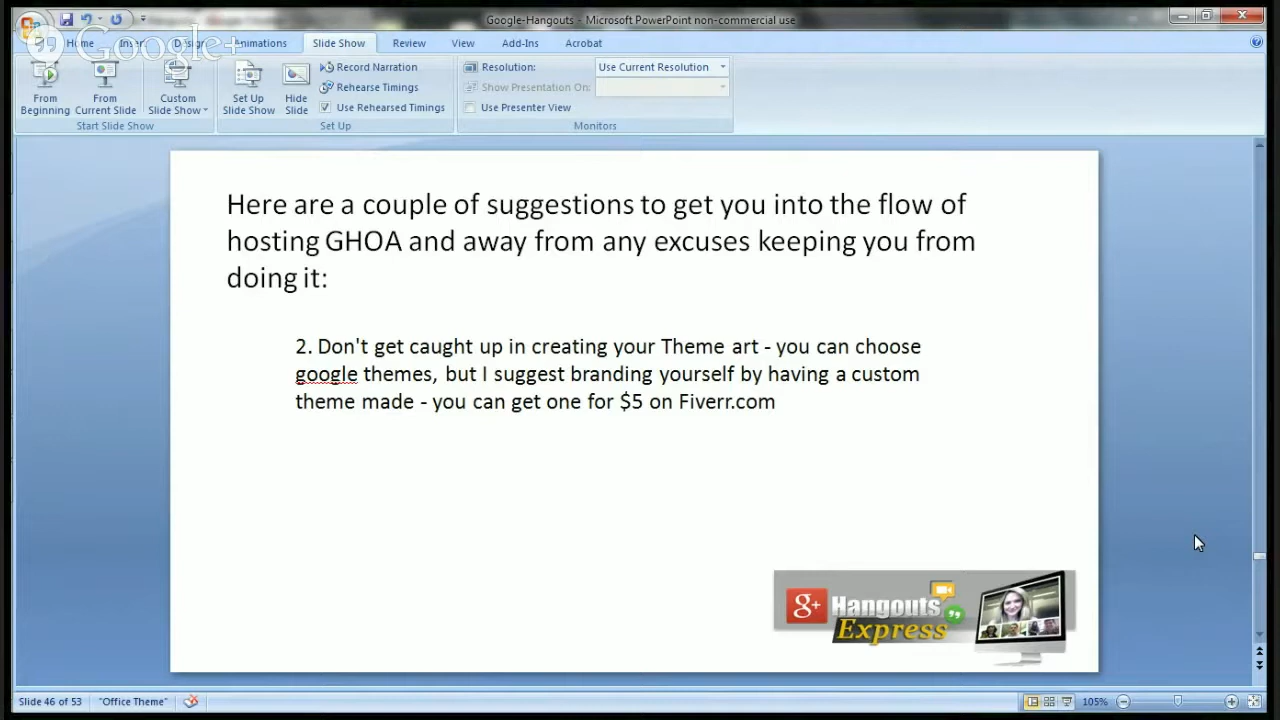 Google-Hangouts - Microsoft PowerPoint non-commercial use
Google+
Home Insert Design Animations Slide Show Review View Add-Ins Acrobat
From Beginning
From Current Slide
Custom Slide Show
Start Slide Show
Set Up Slide Show
Hide Slide
Record Narration
Rehearse Timings
Use Rehearsed Timings
Set Up
Resolution: Use Current Resolution
Show Presentation On:
Use Presenter View
Monitors
Here are a couple of suggestions to get you into the flow of
hosting GHOA and away from any excuses keeping you from
doing it:
2. Don't get caught up in creating your Theme art - you can choose
google themes, but I suggest branding yourself by having a custom
theme made - you can get one for $5 on Fiverr.com
g+ Hangouts
Express
Slide 46 of 53 "Office Theme" 105%